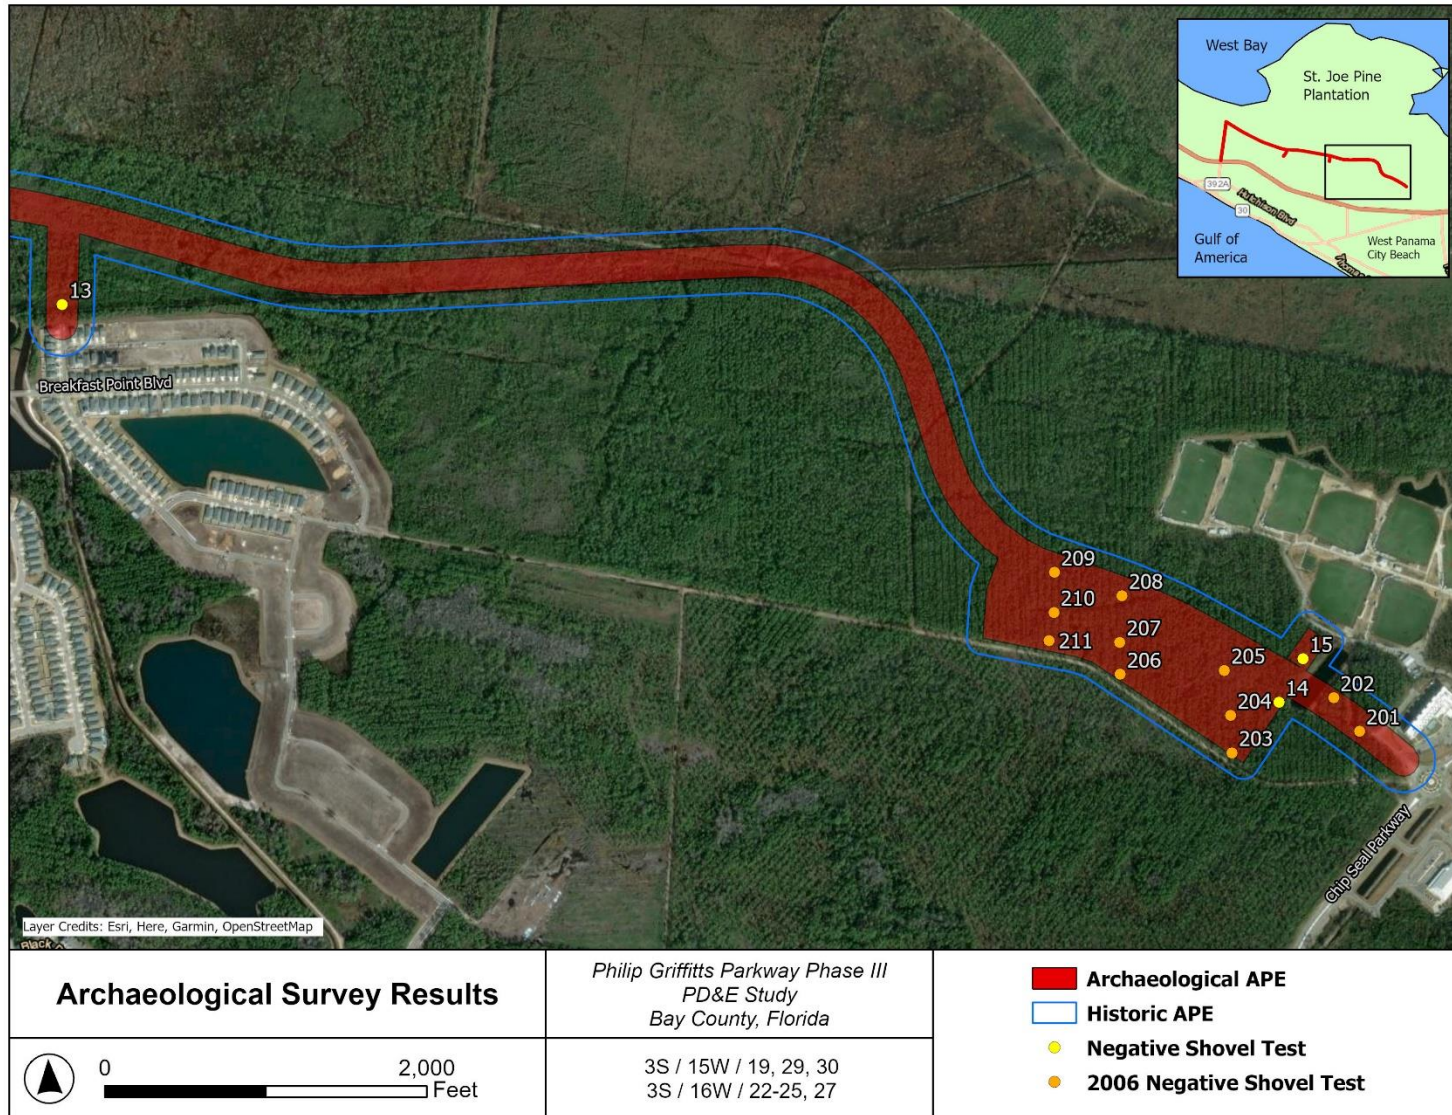 West Bay
St. Joe Pine
Plantation
392A
Hutchison Blvd
30
Gulf of
America
West Panama
City Beach
13
Breakfast Point Blvd
209
208
210
207
211
206
205
15
204
14
202
201
203
Chip Seal Parkway
Layer Credits: Esri, Here, Garmin, OpenStreetMap
Black
Archaeological Survey Results
Philip Griffitts Parkway Phase III
PD&E Study
Bay County, Florida
0 2,000
Feet
3S / 15W / 19, 29, 30
3S / 16W / 22-25, 27
Archaeological APE
Historic APE
Negative Shovel Test
2006 Negative Shovel Test